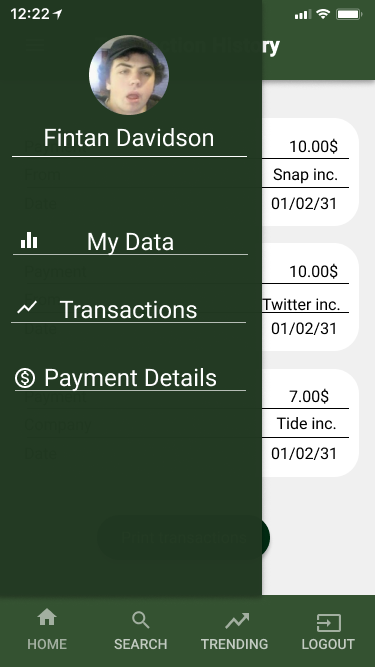 12:22
ry
Fintan Davidson
10.00$
Snap inc.
01/02/31
My Data
10.00$
Twitter inc.
Transactions
01/02/31
Payment Details
7.00$
Tide inc.
01/02/31
HOME
SEARCH
TRENDING
LOGOUT